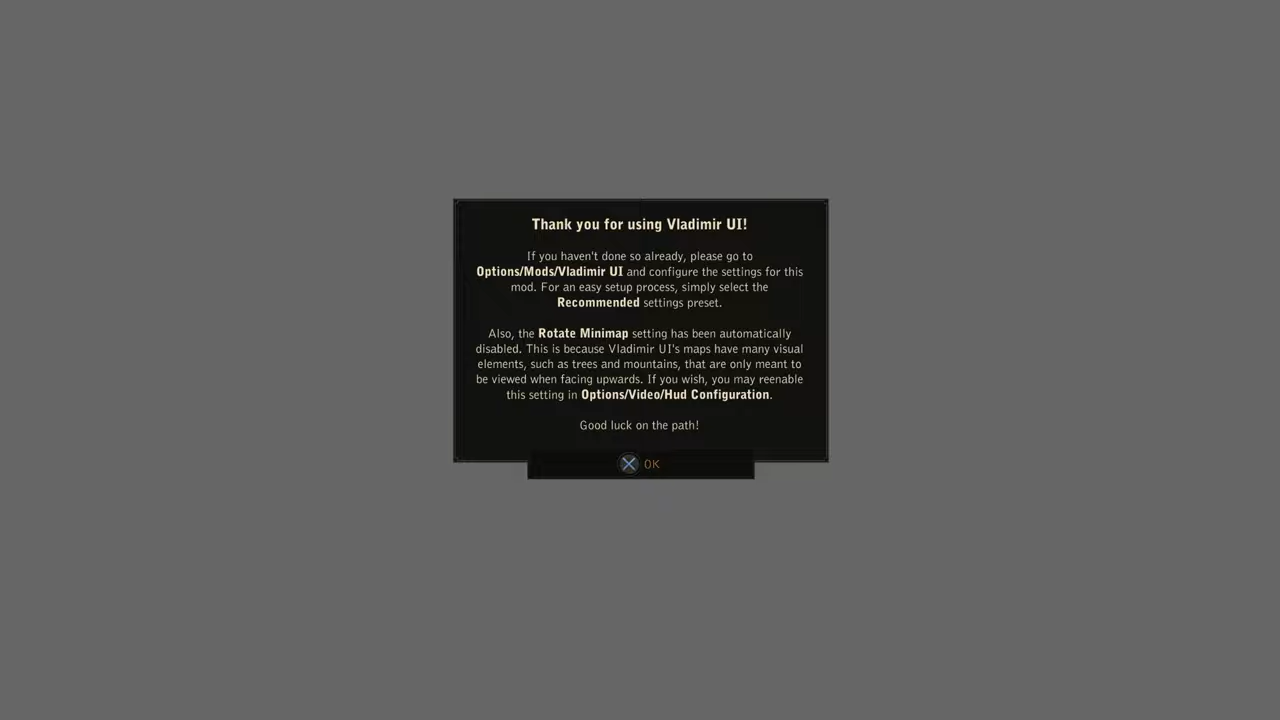 Thank you for using Vladimir UI!
If you haven't done so already, please go to
Options/Mods/Vladimir UI and configure the settings for this
mod. For an easy setup process, simply select the
Recommended settings preset.
Also, the Rotate Minimap setting has been automatically
disabled. This is because Vladimir UI's maps have many visual
elements, such as trees and mountains, that are only meant to
be viewed when facing upwards. If you wish, you may reenable
this setting in Options/Video/Hud Configuration.
Good luck on the path!
OK